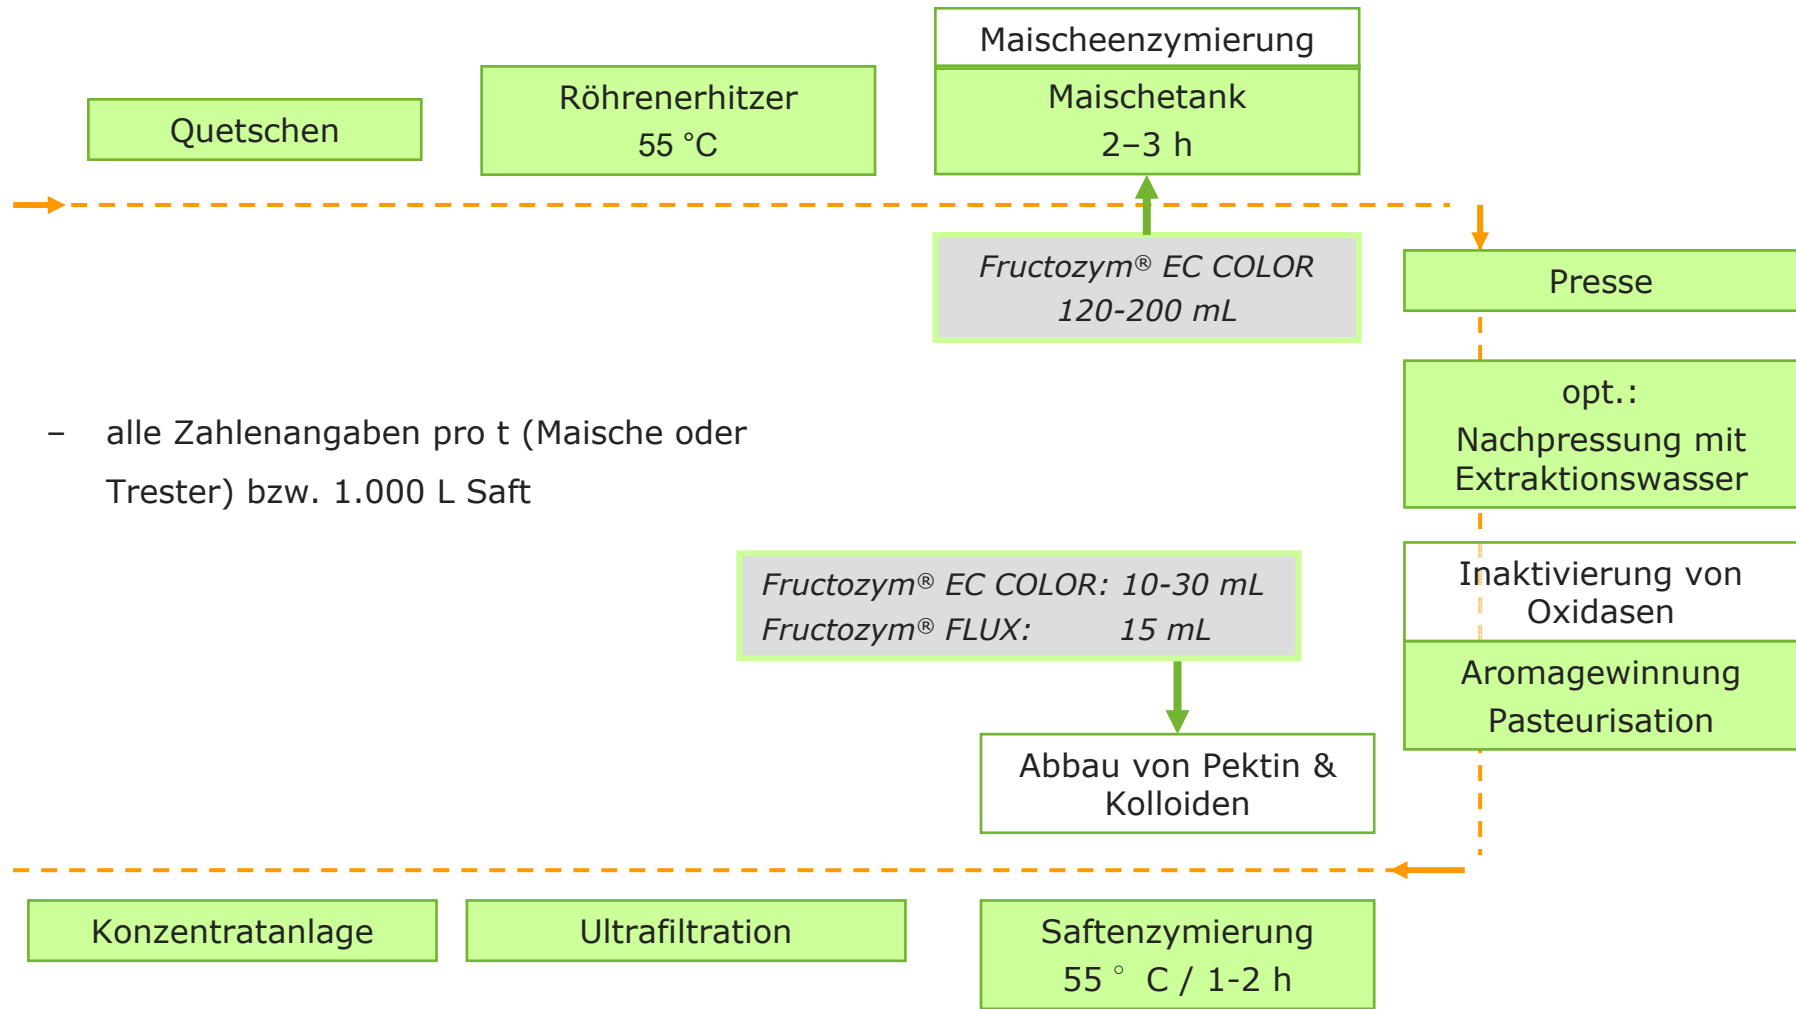 Quetschen
Röhrenerhitzer
55 °C
Maischeenzymierung
Maischetank
2–3 h
Fructozym® EC COLOR
120-200 mL
Presse
opt.:
Nachpressung mit
Extraktionswasser
– alle Zahlenangaben pro t (Maische oder
Trester) bzw. 1.000 L Saft
Inaktivierung von
Oxidasen
Aromagewinnung
Pasteurisation
Fructozym® EC COLOR: 10-30 mL
Fructozym® FLUX: 15 mL
Abbau von Pektin &
Kolloiden
Saftenzymierung
55 ° C / 1-2 h
Ultrafiltration
Konzentratanlage